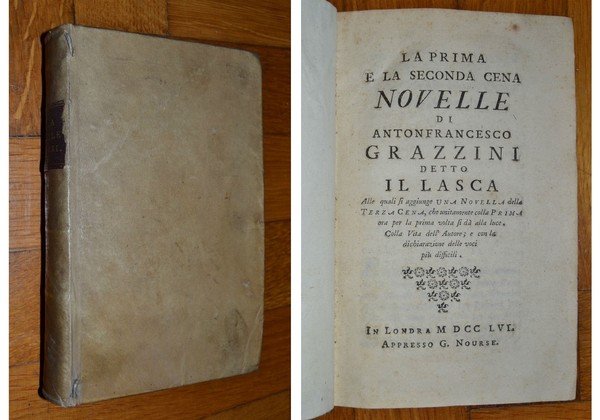 LA PRIMA
E LA SECONDA CENA
NOVELLE
DI
ANTONFRANCESCO
GRAZZINI
DETTO
IL LASCA
Alle quali si aggiunge UNA NOVELLA della
TERZA CENA, che unitamente colla PRIMA
ora per la prima volta si dà alla luce.
Colla Vita dell' Autore; e con la
dichiarazione delle voci
più difficili.
IN LONDRA M DCC LVI.
APPRESSO G. NOURSE.